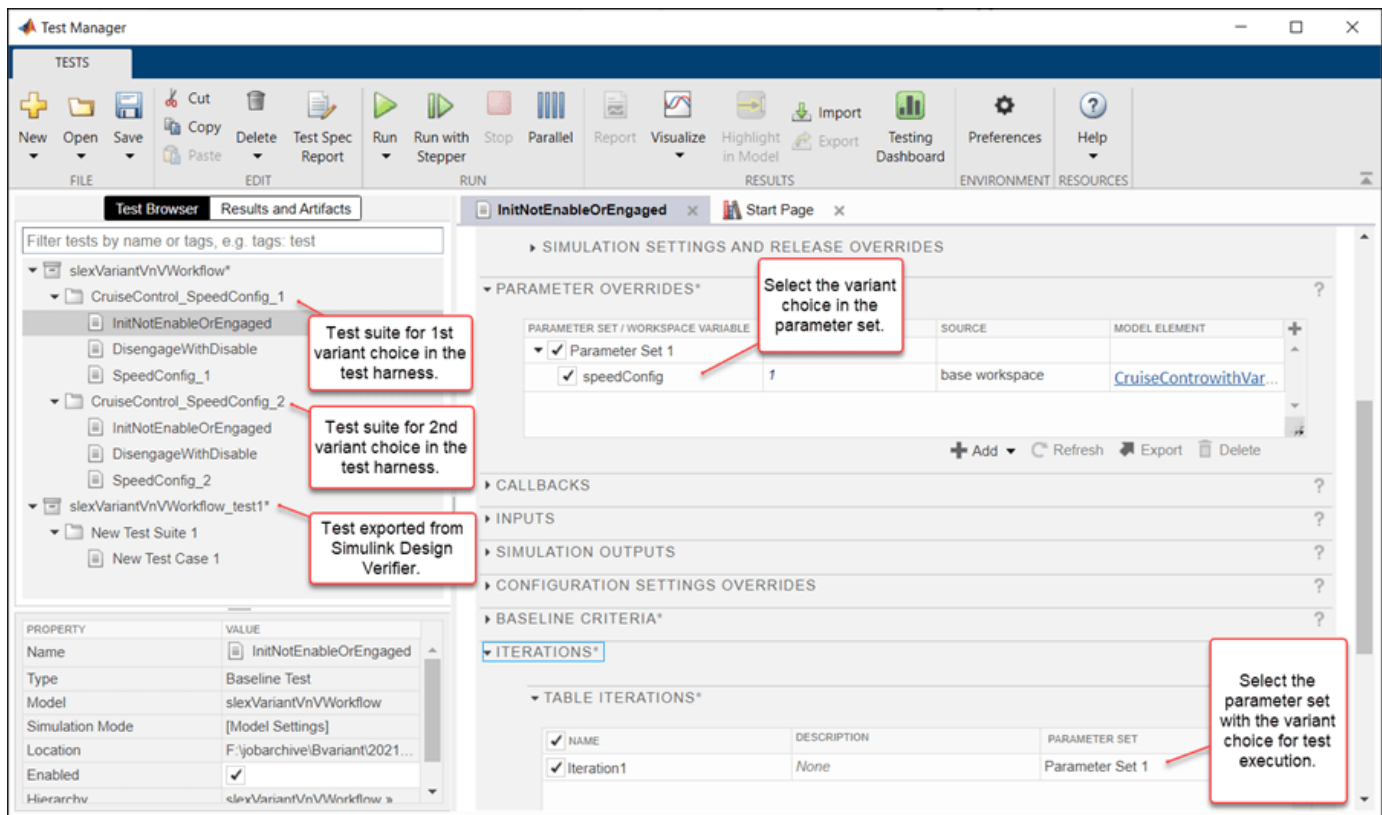 Test Manager
TESTS
New
Open
Save
Cut
Copy
Paste
Delete
Test Spec
Report
Run
Run with
Stepper
Stop
Parallel
Report
Visualize
Highlight
in Model
Import
Export
Testing
Dashboard
Preferences
Help
FILE
EDIT
RUN
RESULTS
ENVIRONMENT
RESOURCES
Test Browser
Results and Artifacts
Filter tests by name or tags, e.g. tags: test
slexVariantVnVWorkflow*
CruiseControl_SpeedConfig_1
InitNotEnableOrEngaged
DisengageWithDisable
SpeedConfig_1
CruiseControl_SpeedConfig_2
InitNotEnableOrEngaged
DisengageWithDisable
SpeedConfig_2
slexVariantVnVWorkflow_test1*
New Test Suite 1
New Test Case 1
Test suite for 1st
variant choice in the
test harness.
Test suite for 2nd
variant choice in the
test harness.
Test exported from
Simulink Design
Verifier.
PROPERTY VALUE
Name InitNotEnableOrEngaged
Type Baseline Test
Model slexVariantVnVWorkflow
Simulation Mode [Model Settings]
Location F:\jobarchive\Bvariant\2021...
Enabled
Hierarchy slexVariantVnVWorkflow »
InitNotEnableOrEngaged
Start Page
SIMULATION SETTINGS AND RELEASE OVERRIDES
PARAMETER OVERRIDES* ?
Select the variant
choice in the
parameter set.
PARAMETER SET / WORKSPACE VARIABLE SOURCE MODEL ELEMENT
Parameter Set 1
speedConfig 1 base workspace CruiseControwithVar...
Add Refresh Export Delete
CALLBACKS ?
INPUTS ?
SIMULATION OUTPUTS ?
CONFIGURATION SETTINGS OVERRIDES ?
BASELINE CRITERIA* ?
ITERATIONS*
TABLE ITERATIONS*
NAME DESCRIPTION PARAMETER SET
Iteration1 None Parameter Set 1
Select the
parameter set
with the variant
choice for test
execution.